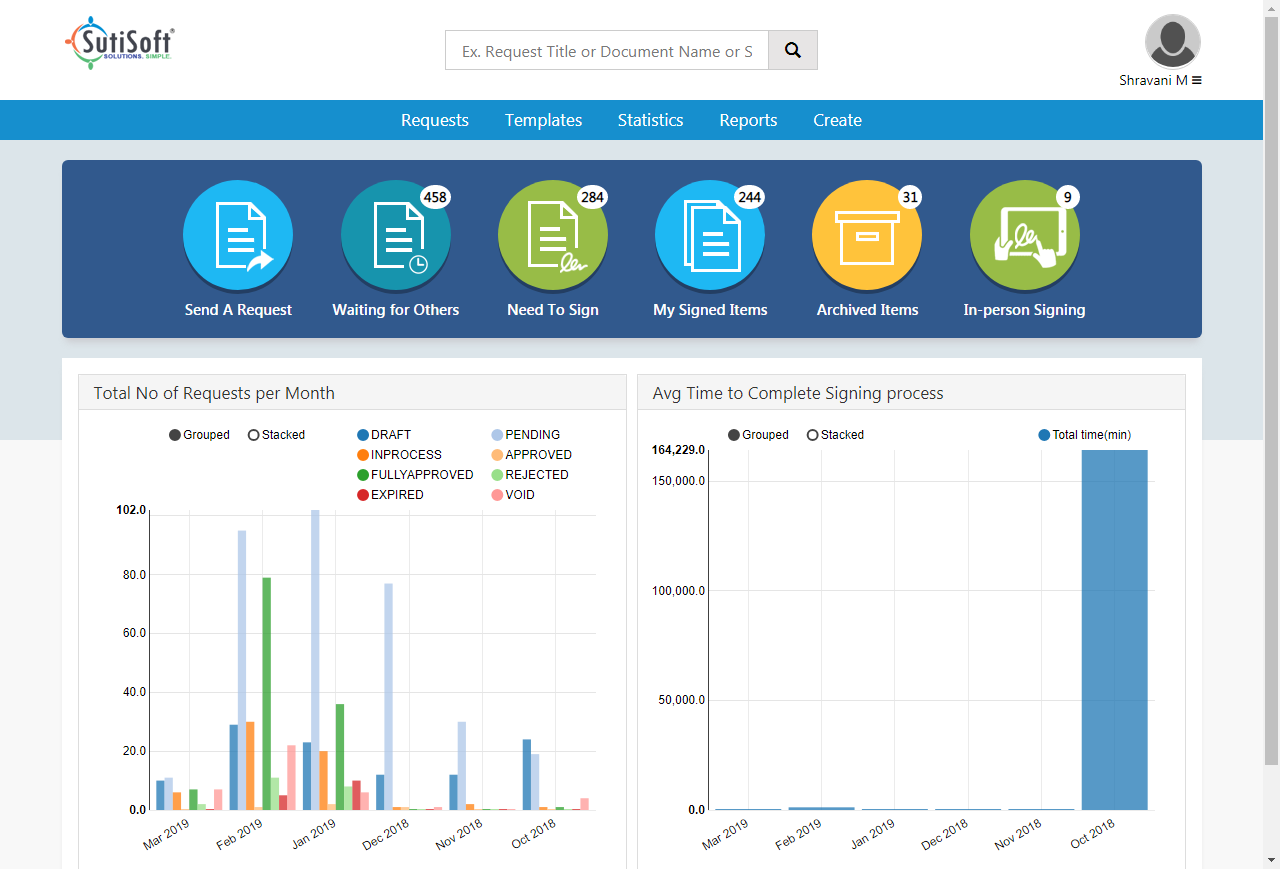 SutiSoft®
SOLUTIONS. SIMPLE.
Ex. Request Title or Document Name or S
Shravani M
Requests Templates Statistics Reports Create
458 284 244 31 9
Send A Request Waiting for Others Need To Sign My Signed Items Archived Items In-person Signing
Total No of Requests per Month
Grouped Stacked DRAFT PENDING
INPROCESS APPROVED
FULLYAPPROVED REJECTED
EXPIRED VOID
102.0
80.0
60.0
40.0
20.0
0.0
Mar 2019 Feb 2019 Jan 2019 Dec 2018 Nov 2018 Oct 2018
Avg Time to Complete Signing process
Grouped Stacked Total time(min)
164,229.0
150,000.0
100,000.0
50,000.0
0.0
Mar 2019 Feb 2019 Jan 2019 Dec 2018 Nov 2018 Oct 2018